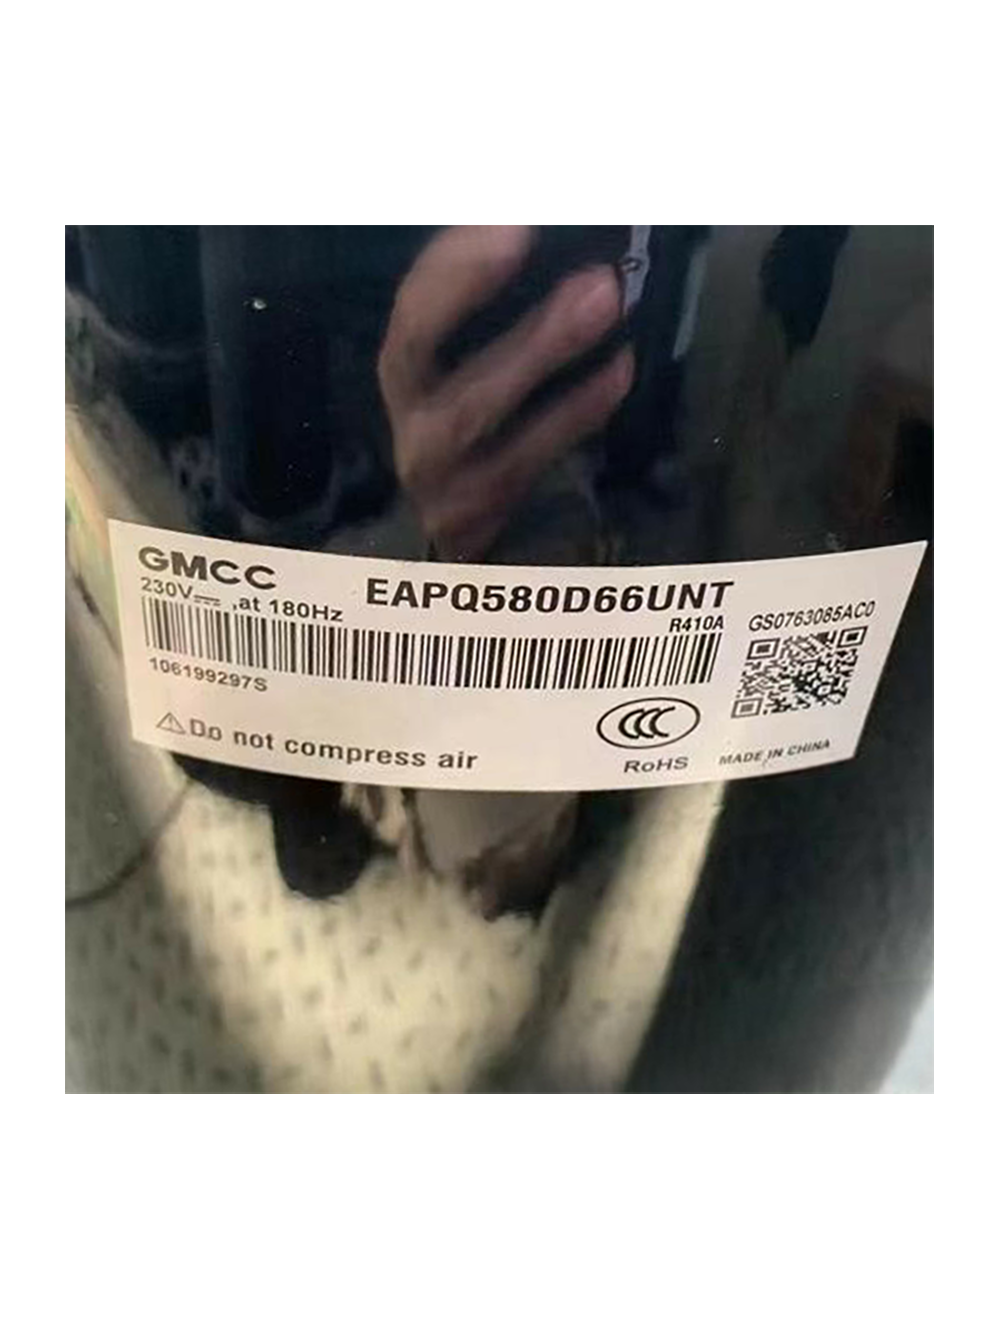 GMCC
230V⎓,at 180Hz
EAPQ580D66UNT
R410A
GS0763085AC0
106199297S
⚠Do not compress air
CCC
RoHS
MADE IN CHINA